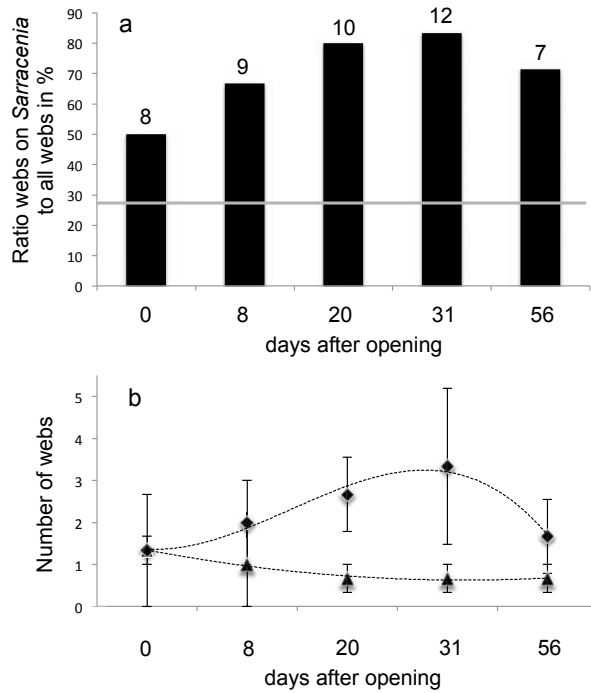 a
Ratio webs on Sarracenia
to all webs in %
90
80
70
60
50
40
30
20
10
0
8
9
10
12
7
0 8 20 31 56
days after opening
b
Number of webs
5
4
3
2
1
0
0 8 20 31 56
days after opening